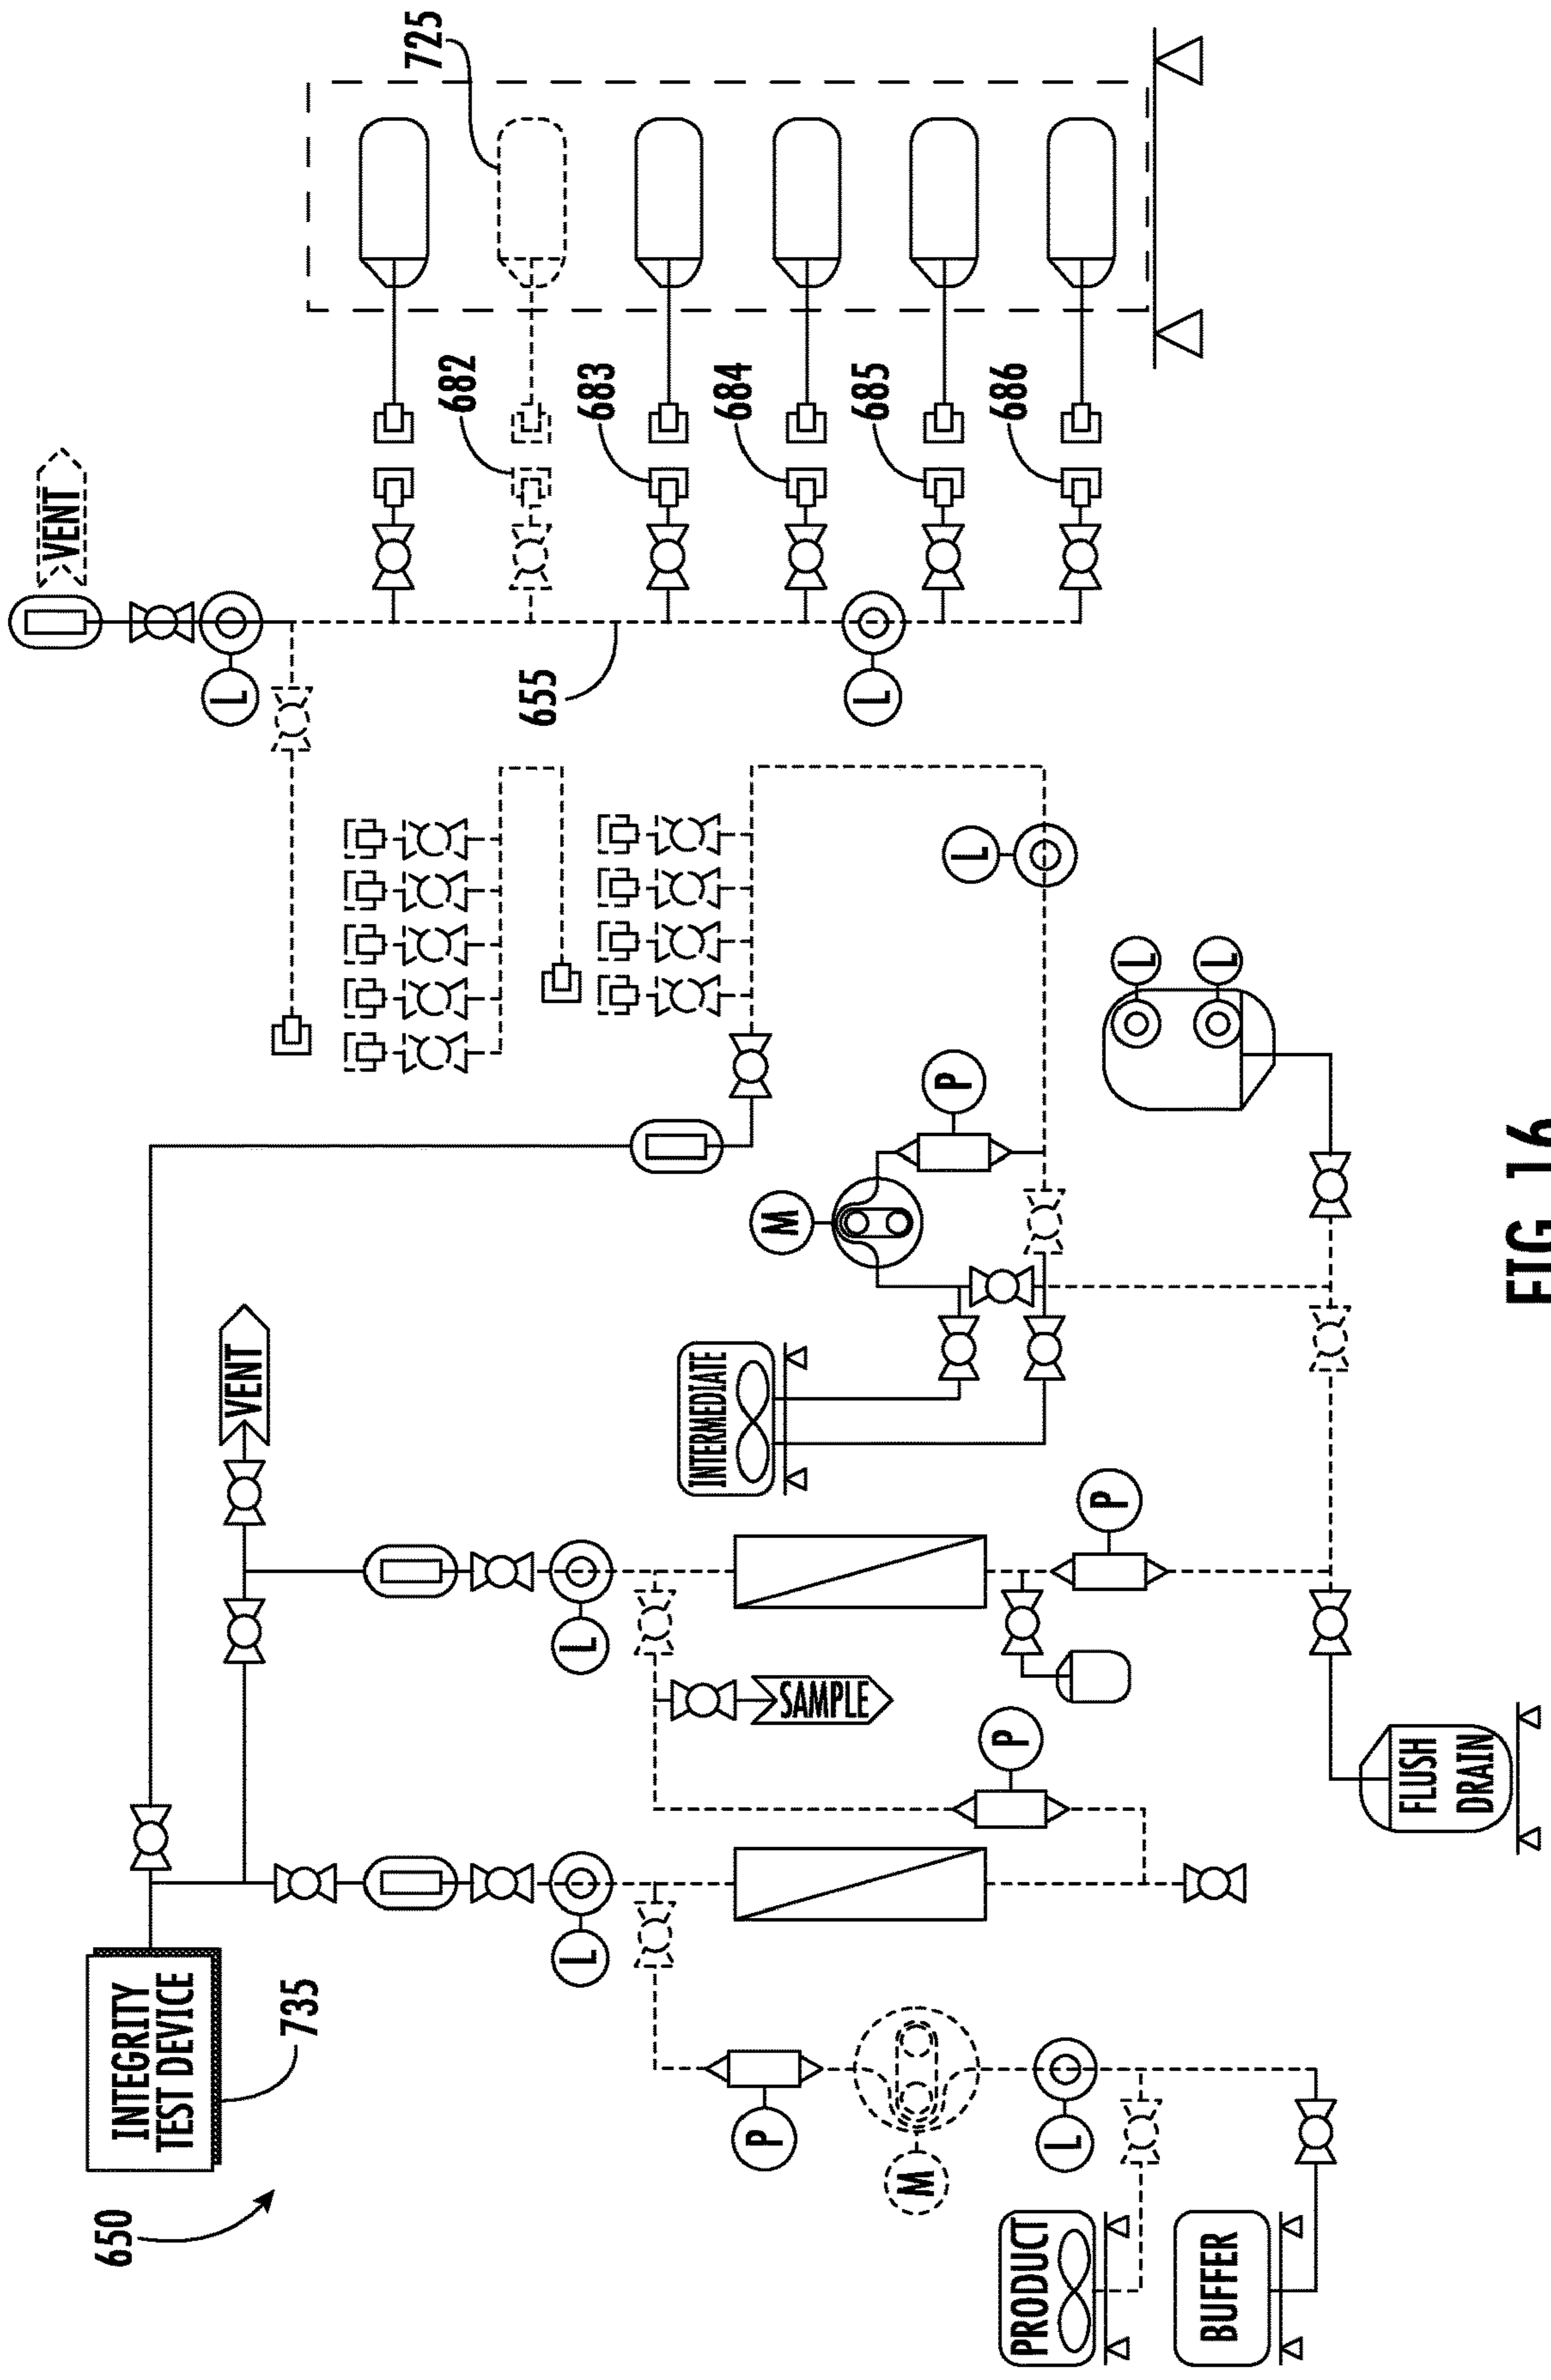 VENT
650
INTEGRITY
TEST DEVICE
735
VENT
L
725
682
655
L
L
683
INTERMEDIATE
684
P
M
SAMPLE
L
685
M
P
L
686
P
PRODUCT
L
P
L
L
BUFFER
FLUSH
DRAIN
FIG. 16